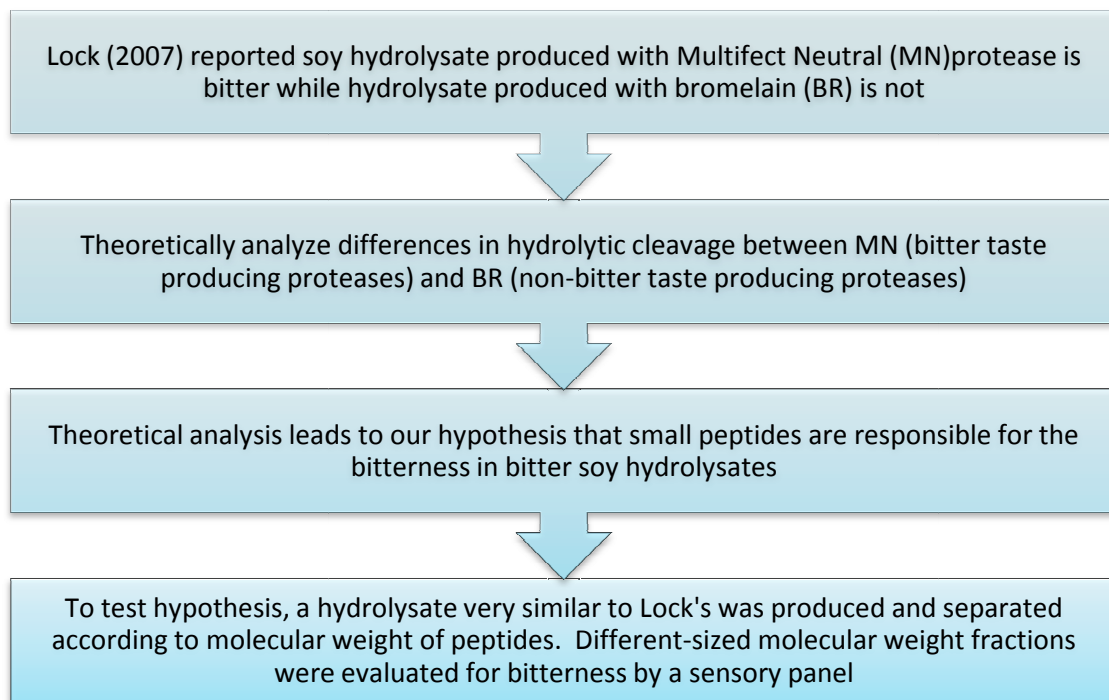 Lock (2007) reported soy hydrolysate produced with Multifect Neutral (MN)protease is
bitter while hydrolysate produced with bromelain (BR) is not
Theoretically analyze differences in hydrolytic cleavage between MN (bitter taste
producing proteases) and BR (non-bitter taste producing proteases)
Theoretical analysis leads to our hypothesis that small peptides are responsible for the
bitterness in bitter soy hydrolysates
To test hypothesis, a hydrolysate very similar to Lock's was produced and separated
according to molecular weight of peptides.  Different-sized molecular weight fractions
were evaluated for bitterness by a sensory panel